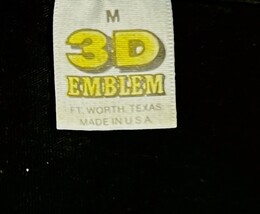 M
3D
EMBLEM
FT. WORTH, TEXAS
MADE IN U.S.A.